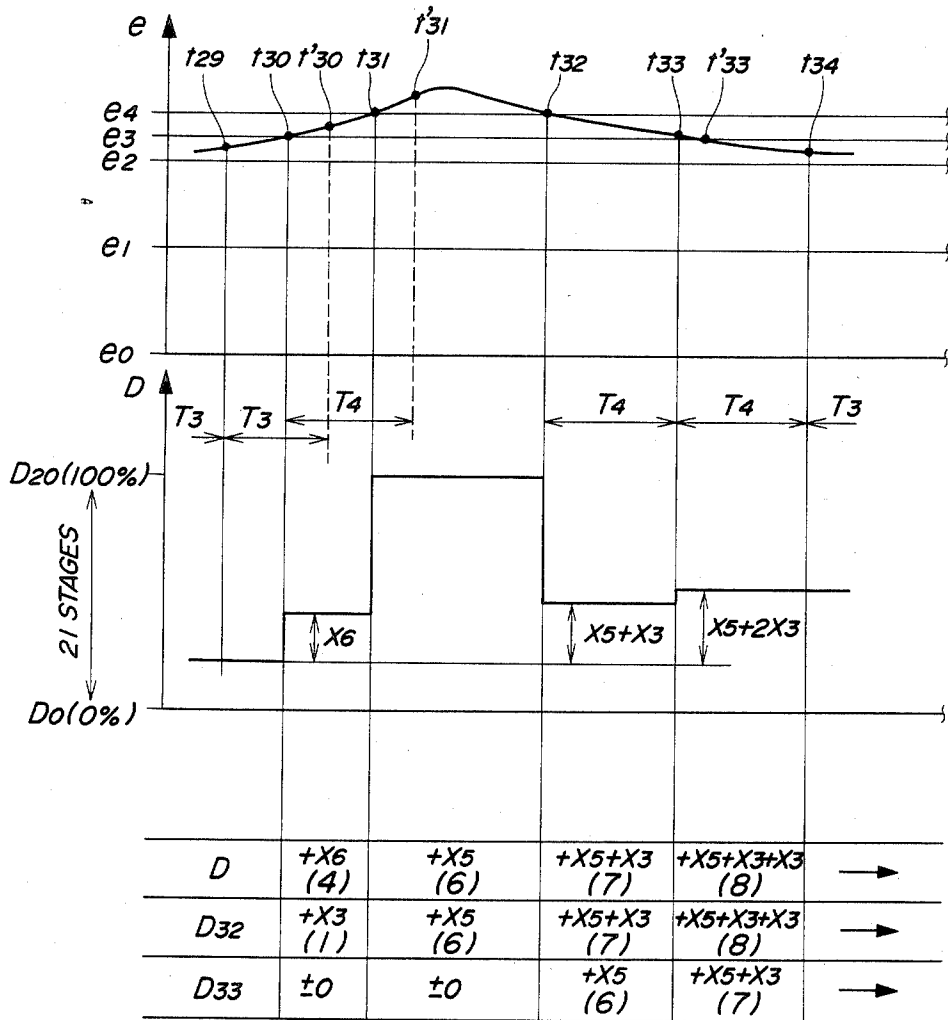 e
t29 t30 t'30 t31 t'31 t32 t33 t'33 t34
e4
e3
e2
e1
e0
D
T3 T3 T4 T4 T4 T3
D20(100%)
21 STAGES
X6 X5+X3 X5+2X3
D0(0%)
D +X6 +X5 +X5+X3 +X5+X3+X3
(4) (6) (7) (8)
D32 +X3 +X5 +X5+X3 +X5+X3+X3
(1) (6) (7) (8)
D33 ±0 ±0 +X5 +X5+X3
(6) (7)